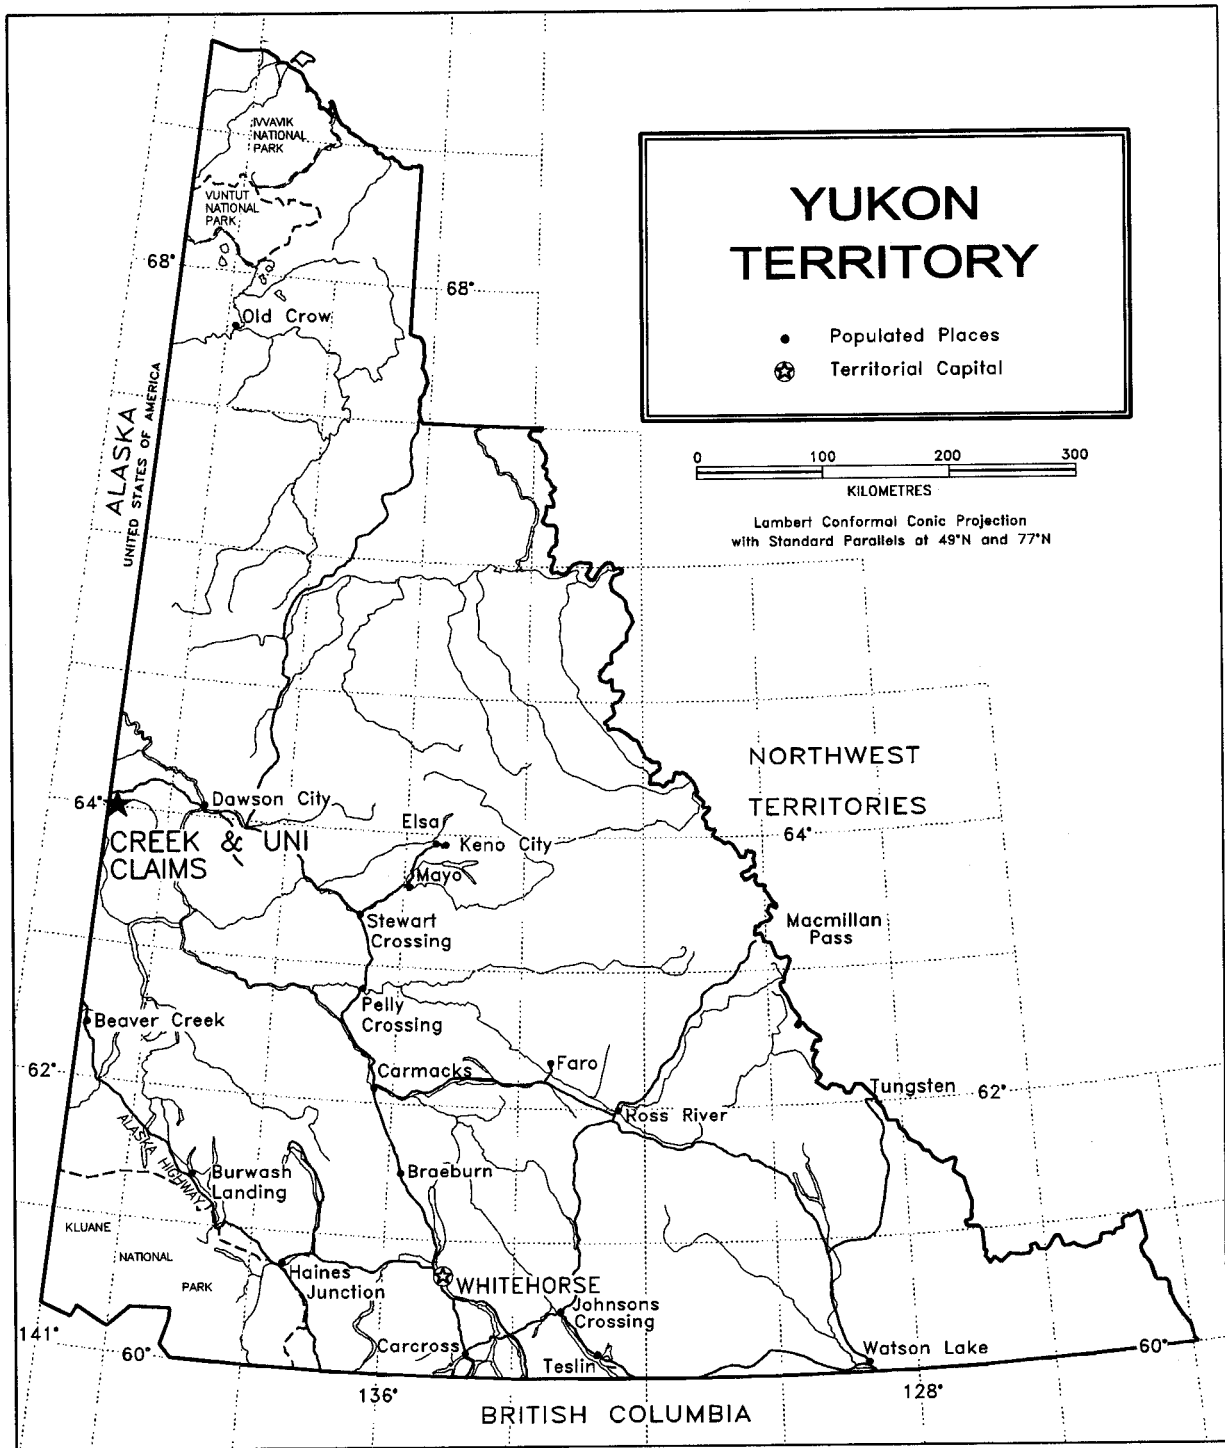 IVVAVIK
NATIONAL
PARK
VUNTUT
NATIONAL
PARK
YUKON
TERRITORY
Populated Places
Territorial Capital
68°
68°
Old Crow
ALASKA
UNITED STATES OF AMERICA
0 100 200 300
KILOMETRES
Lambert Conformal Conic Projection
with Standard Parallels at 49°N and 77°N
NORTHWEST
TERRITORIES
64°
64°
Dawson City
CREEK & UNI
CLAIMS
Elsa
Keno City
Mayo
Stewart
Crossing
Macmillan
Pass
Pelly
Crossing
Beaver Creek
62°
Carmacks
Faro
Tungsten
62°
Ross River
ALASKA HIGHWAY
Burwash
Landing
Braeburn
KLUANE
NATIONAL
PARK
Haines
Junction
WHITEHORSE
Johnsons
Crossing
Carcross
Teslin
Watson Lake
141°
60°
60°
136°
128°
BRITISH COLUMBIA